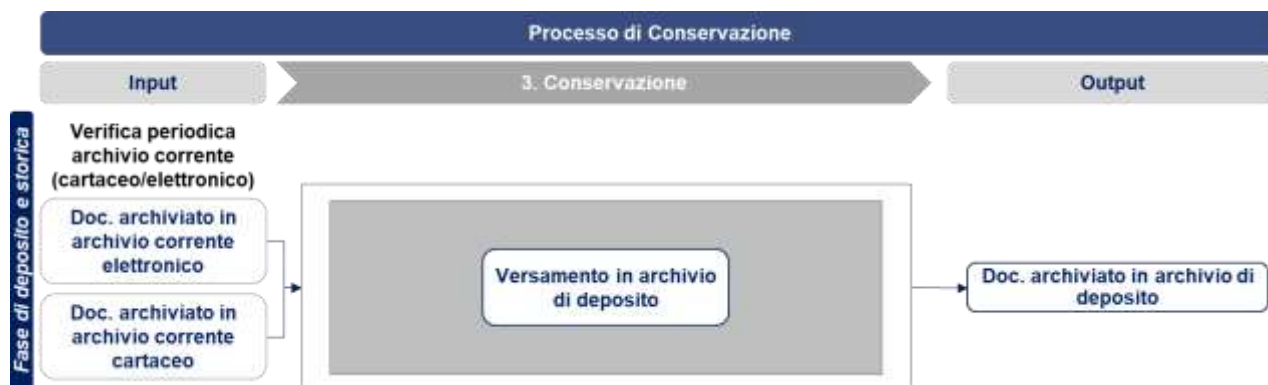 Processo di Conservazione
Input
3. Conservazione
Output
Fase di deposito e storica
Verifica periodica
archivio corrente
(cartaceo/elettronico)
Doc. archiviato in
archivio corrente
elettronico
Doc. archiviato in
archivio corrente
cartaceo
Versamento in archivio
di deposito
Doc. archiviato in archivio di
deposito